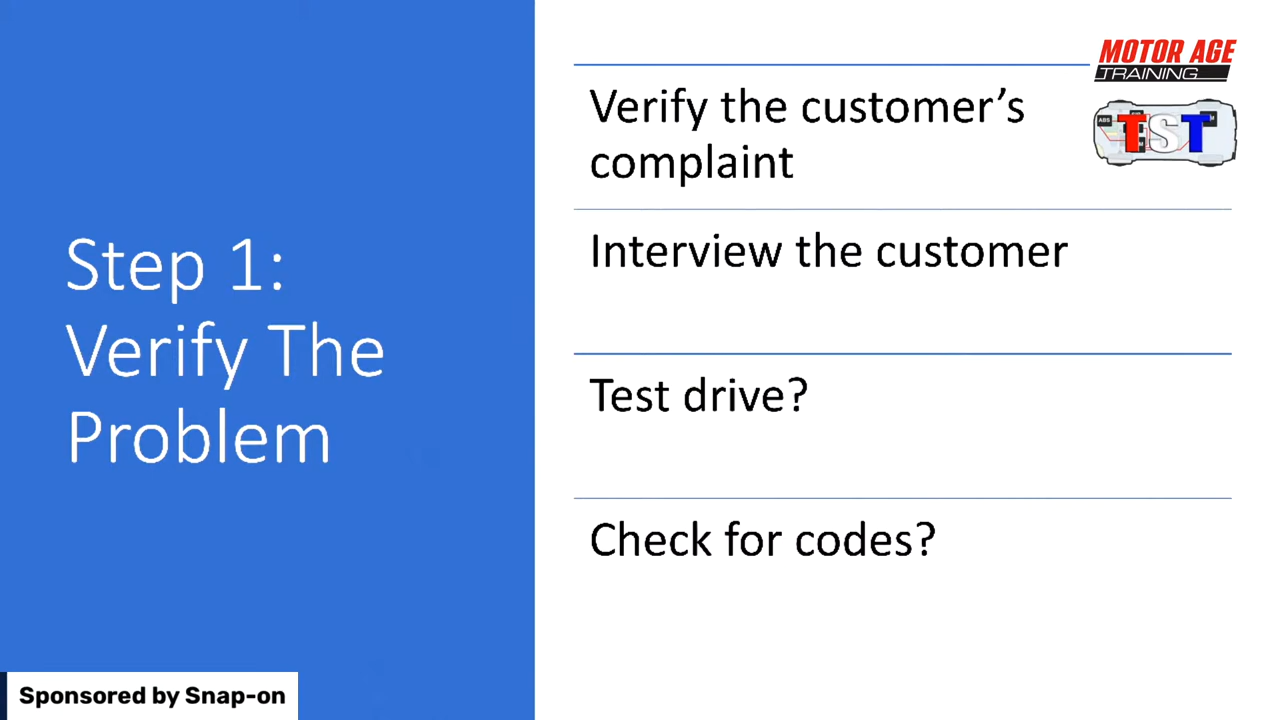 Step 1:
Verify The
Problem
Verify the customer's
complaint
Interview the customer
Test drive?
Check for codes?
MOTOR AGE
TRAINING
TST
ABS
Sponsored by Snap-on